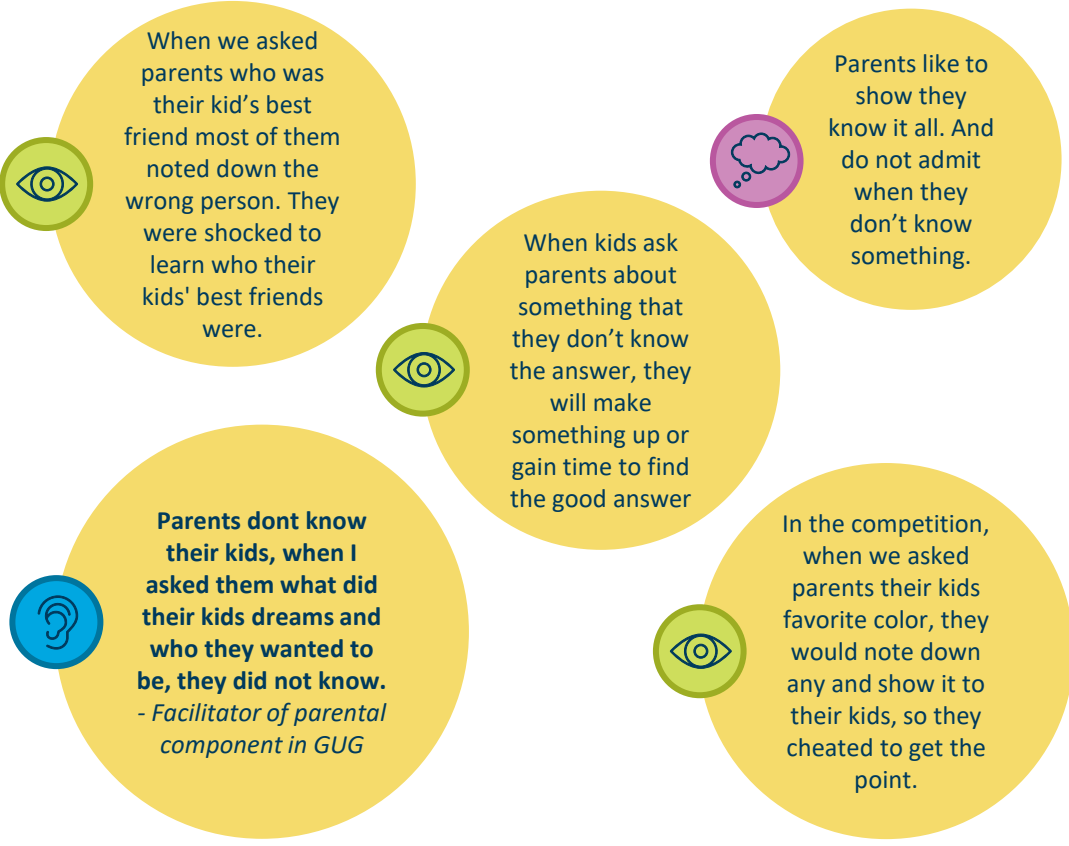 When we asked
parents who was
their kid’s best
friend most of them
noted down the
wrong person. They
were shocked to
learn who their
kids' best friends
were.
Parents like to
show they
know it all. And
do not admit
when they
don’t know
something.
When kids ask
parents about
something that
they don’t know
the answer, they
will make
something up or
gain time to find
the good answer
Parents dont know
their kids, when I
asked them what did
their kids dreams and
who they wanted to
be, they did not know.
- Facilitator of parental
component in GUG
In the competition,
when we asked
parents their kids
favorite color, they
would note down
any and show it to
their kids, so they
cheated to get the
point.